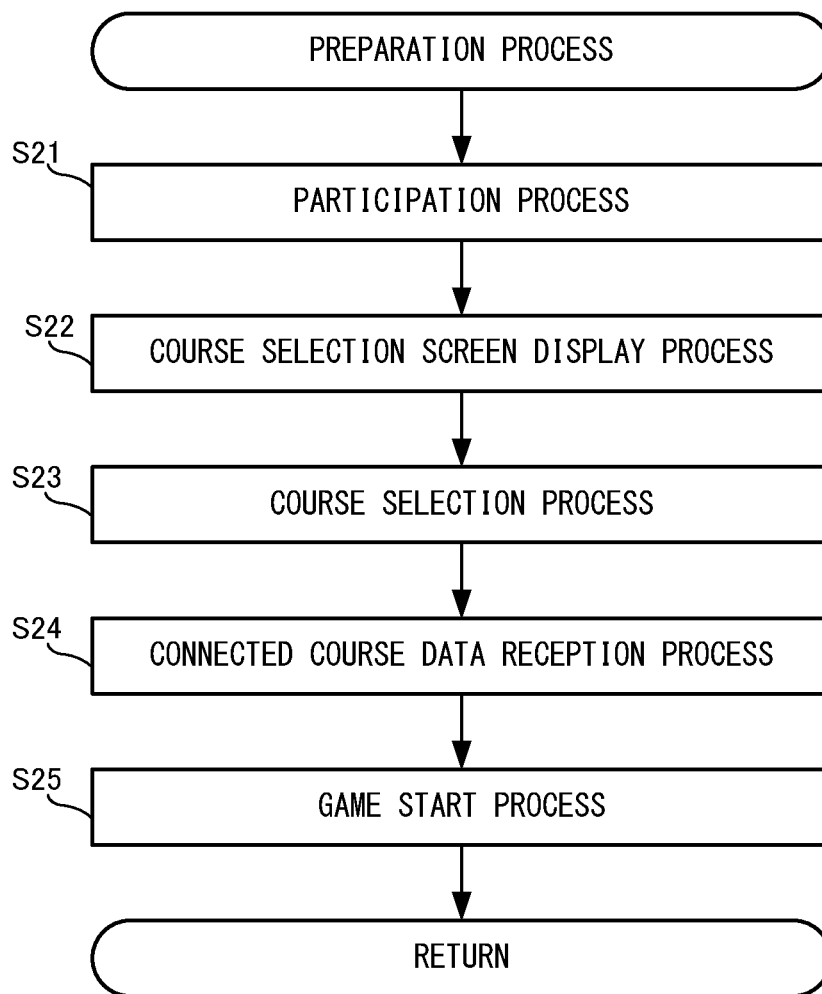 PREPARATION PROCESS
S21
PARTICIPATION PROCESS
S22
COURSE SELECTION SCREEN DISPLAY PROCESS
S23
COURSE SELECTION PROCESS
S24
CONNECTED COURSE DATA RECEPTION PROCESS
S25
GAME START PROCESS
RETURN